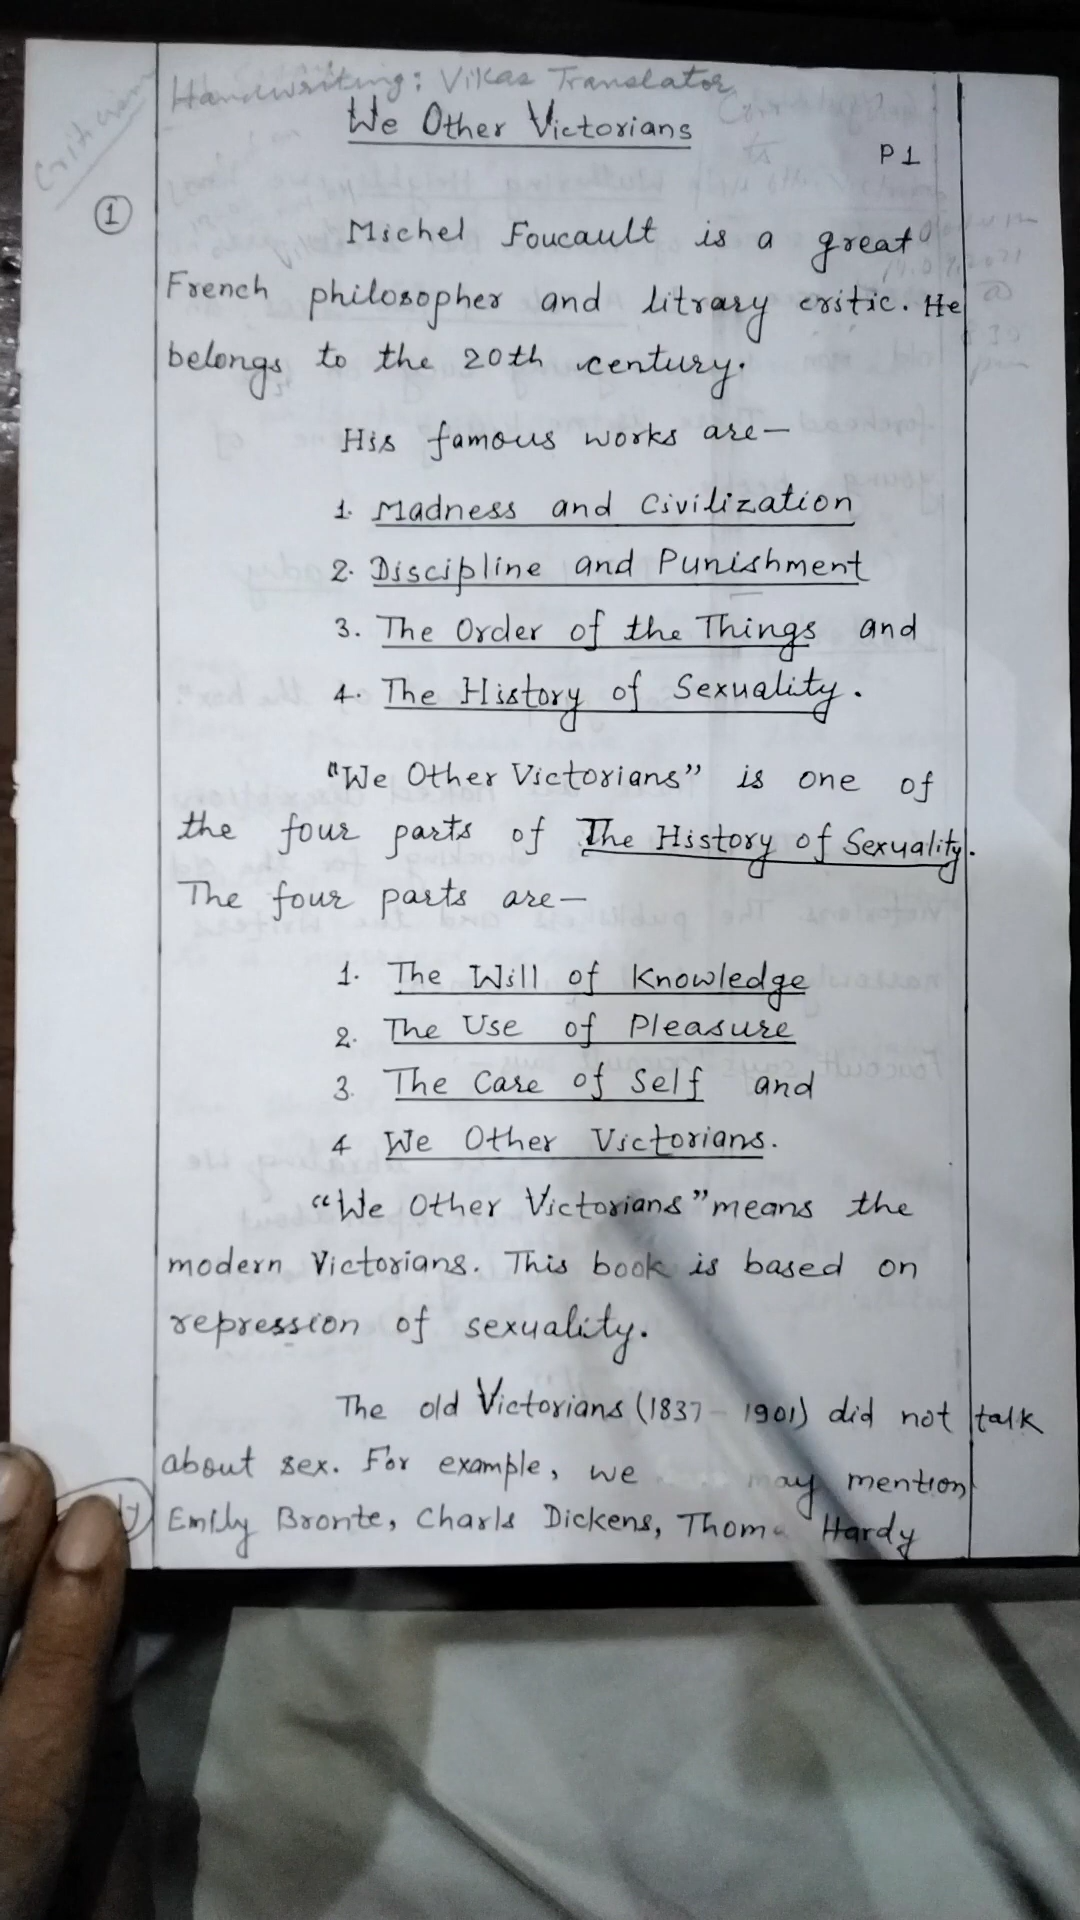 Criticism
Handwriting: Vikas Translator
We Other Victorians
P 1
1
Michel Foucault is a great
French philosopher and litrary critic. He
belongs to the 20th century.
His famous works are—
1. Madness and Civilization
2. Discipline and Punishment
3. The Order of the Things and
4. The History of Sexuality.
"We Other Victorians" is one of
the four parts of The History of Sexuality.
The four parts are—
1. The Will of Knowledge
2. The Use of Pleasure
3. The Care of Self and
4 We Other Victorians.
"We Other Victorians" means the
modern Victorians. This book is based on
repression of sexuality.
The old Victorians (1837-1901) did not talk
about sex. For example, we may mention
Emily Bronte, Charls Dickens, Hardy